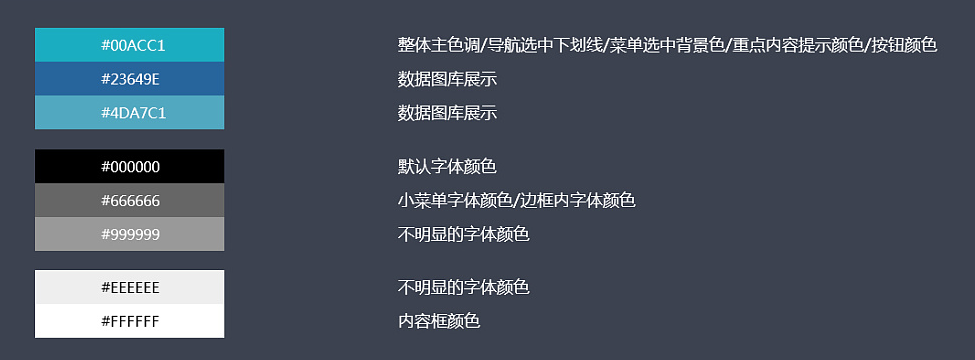 #00ACC1 整体主色调/导航选中下划线/菜单选中背景色/重点内容提示颜色/按钮颜色
#23649E 数据图库展示
#4DA7C1 数据图库展示
#000000 默认字体颜色
#666666 小菜单字体颜色/边框内字体颜色
#999999 不明显的字体颜色
#EEEEEE 不明显的字体颜色
#FFFFFF 内容框颜色